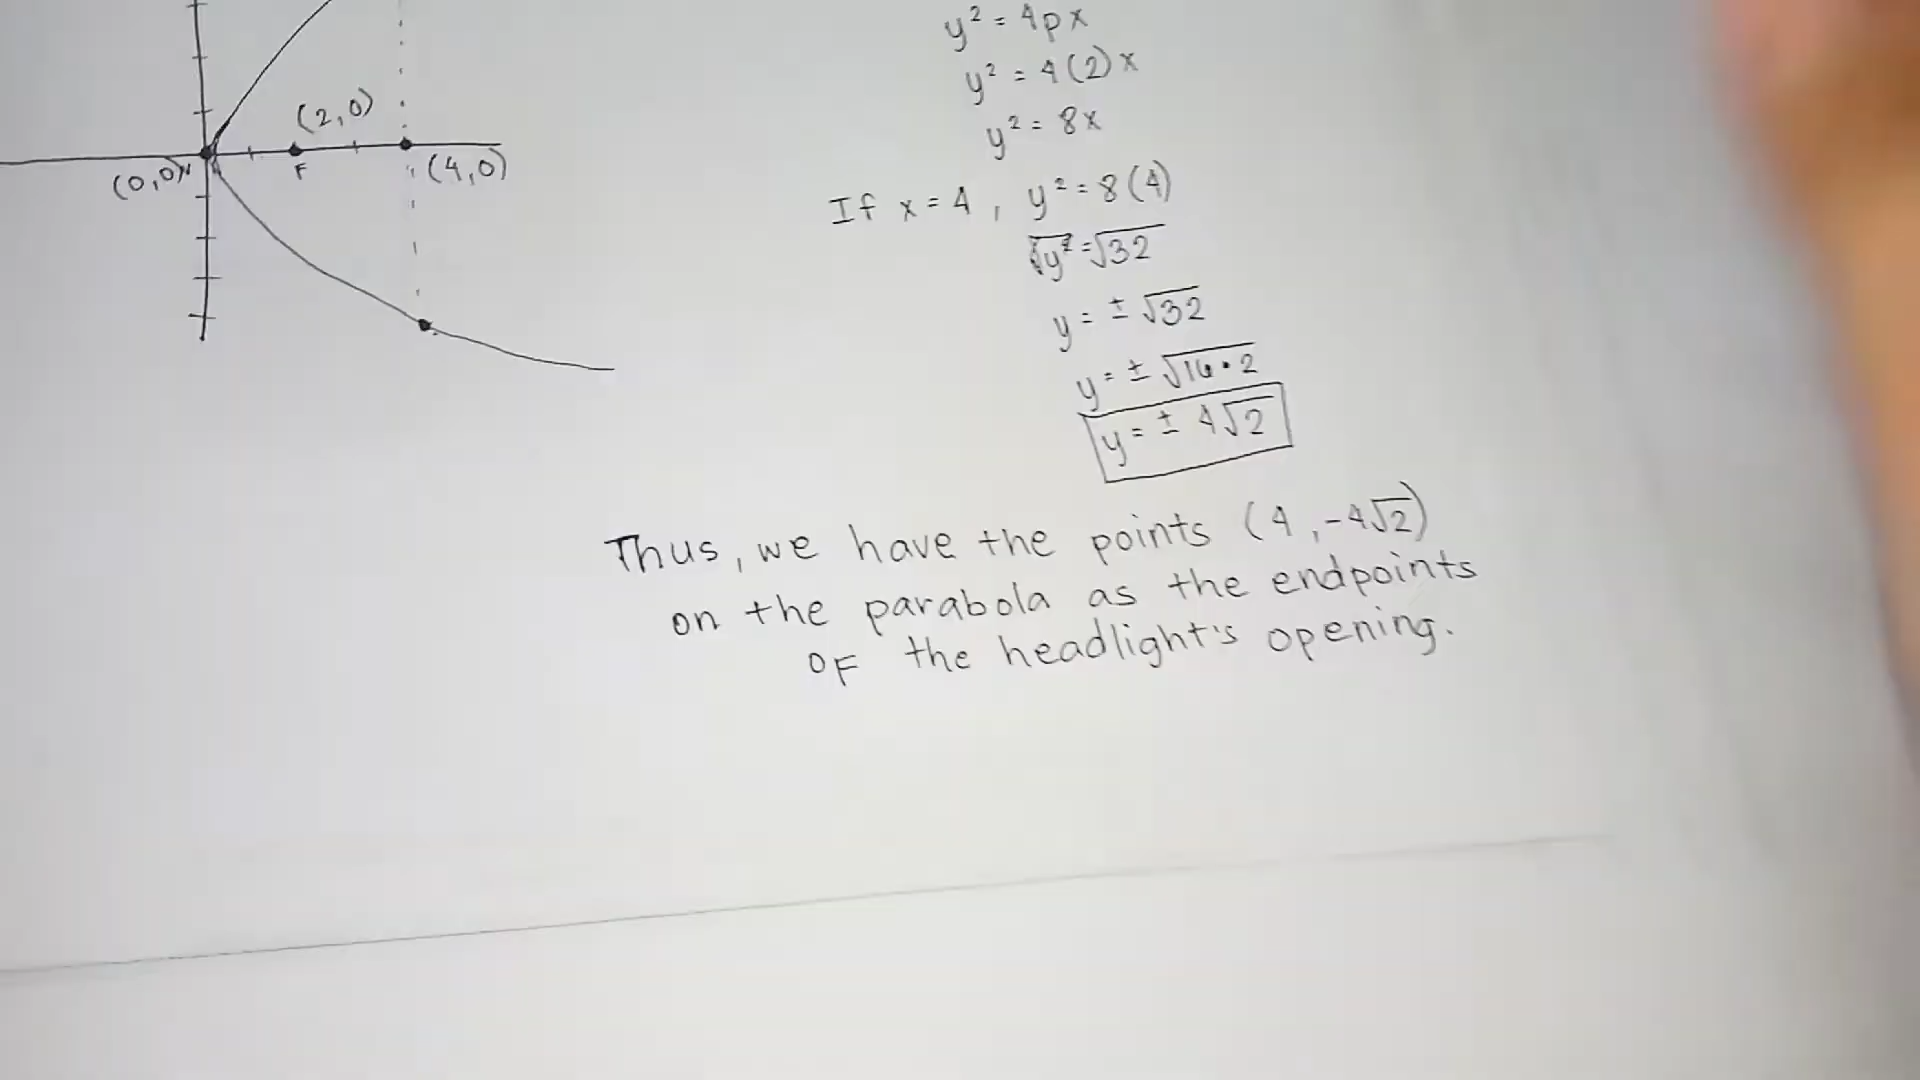 y² = 4px
y² = 4(2)x
(2,0)
y² = 8x
(0,0)V
F
(4,0)
If x = 4, y² = 8(4)
√y² = √32
y = ± √32
y = ± √16 • 2
y = ± 4√2
Thus, we have the points (4, -4√2)
on the parabola as the endpoints
OF the headlight's opening.